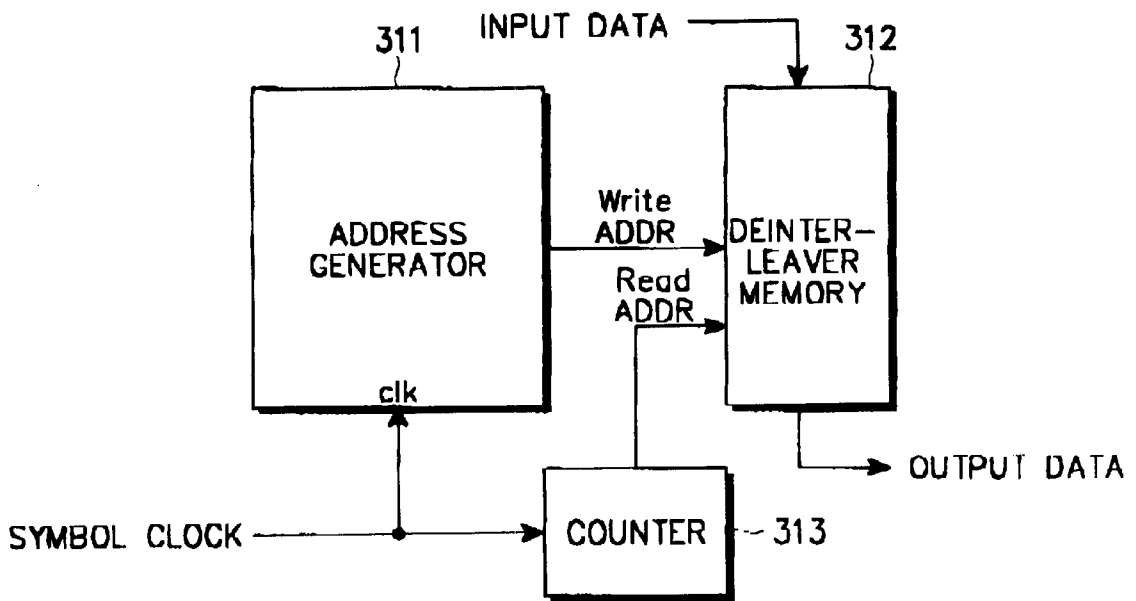 INPUT DATA
311
312
Write
ADDR
ADDRESS
GENERATOR
DEINTER-
LEAVER
MEMORY
Read
ADDR
clk
OUTPUT DATA
SYMBOL CLOCK
COUNTER
313